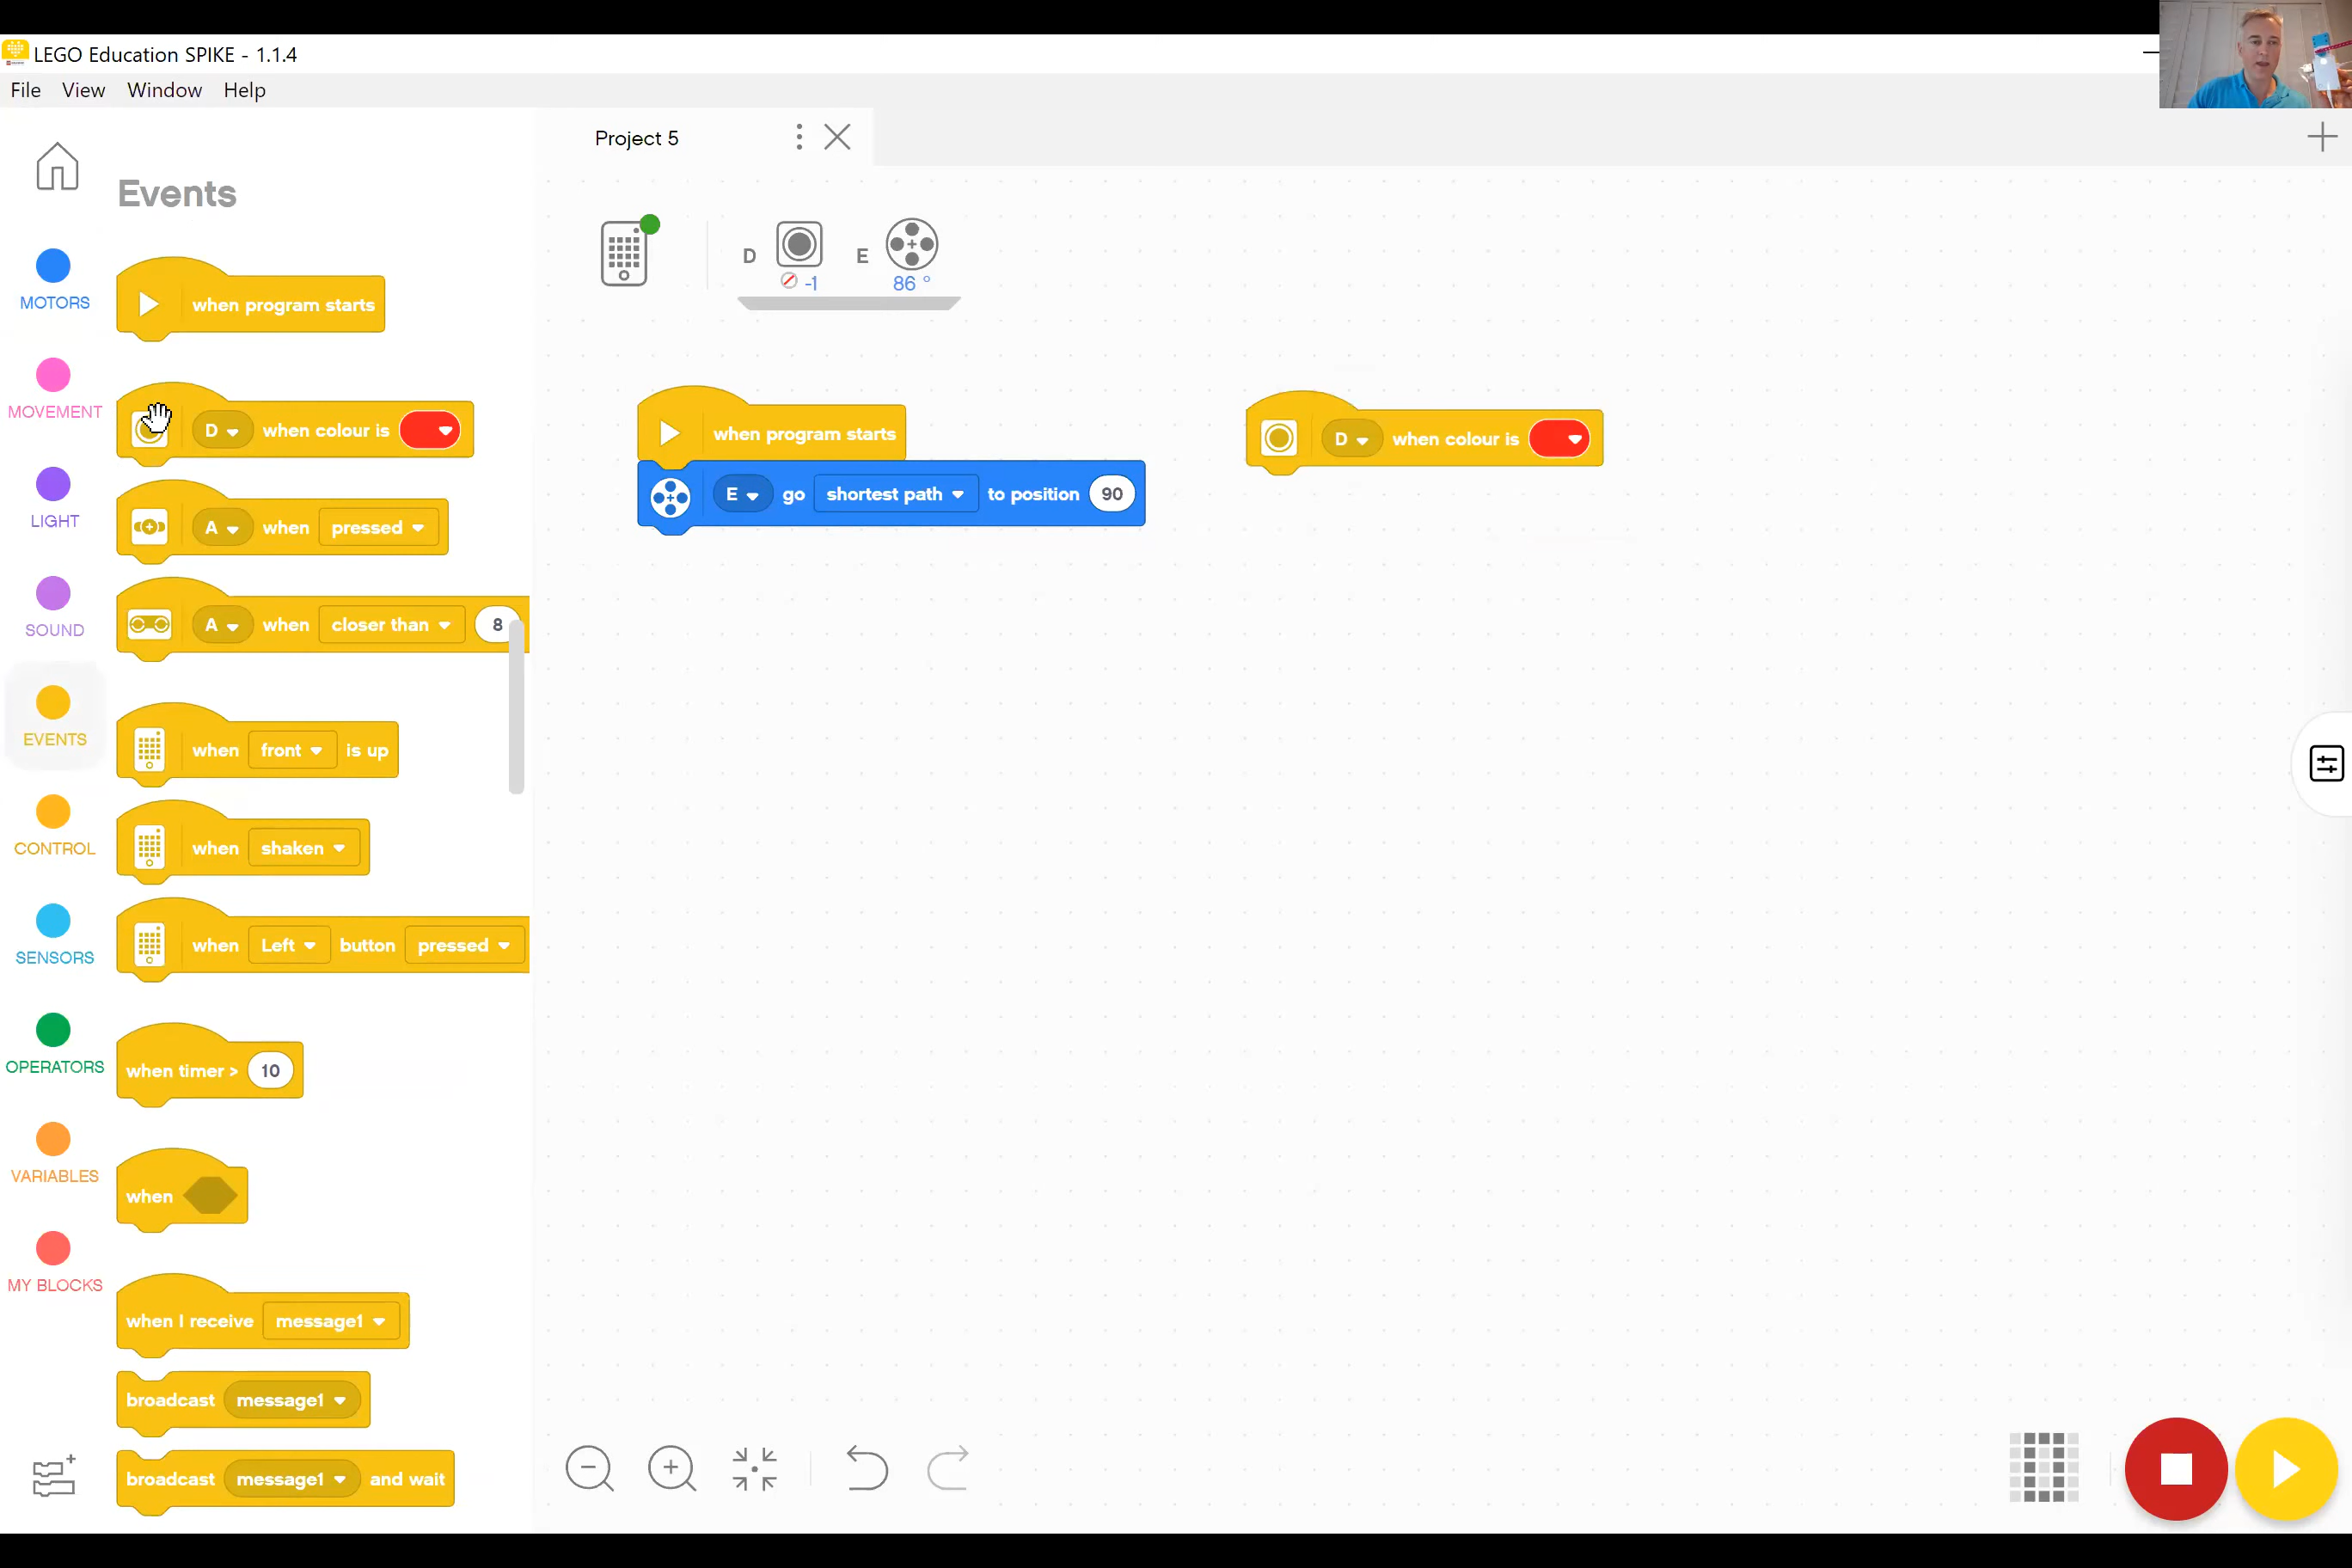 LEGO Education SPIKE - 1.1.4
File View Window Help
Project 5
Events
D -1 E 86 °
MOTORS
MOVEMENT
LIGHT
SOUND
EVENTS
CONTROL
SENSORS
OPERATORS
VARIABLES
MY BLOCKS
when program starts
D when colour is
A when pressed
A when closer than 8
when front is up
when shaken
when Left button pressed
when timer > 10
when
when I receive message1
broadcast message1
broadcast message1 and wait
when program starts
E go shortest path to position 90
D when colour is